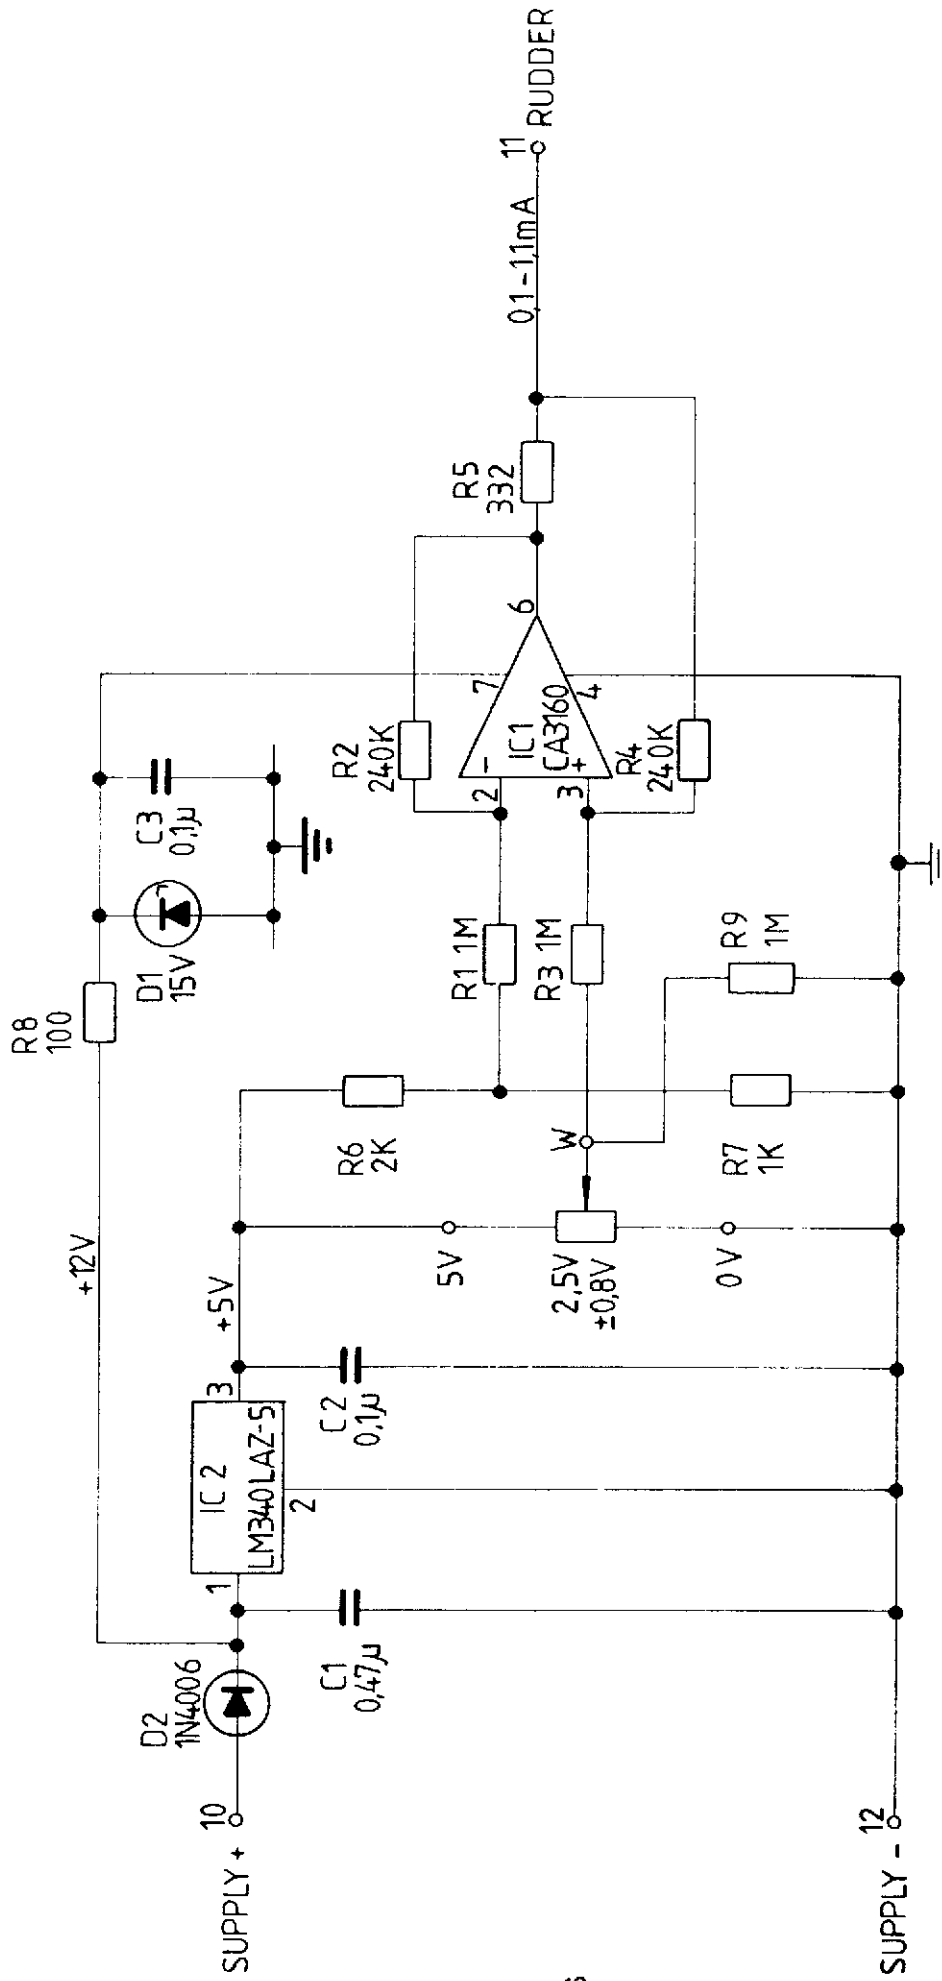 SUPPLY +
10
D2
1N4006
C1
0,47µ
1
IC 2
LM340LAZ-5
2
3
C2
0,1µ
+12V
+5V
5V
2,5V
±0,8V
0V
W
R6
2K
R7
1K
R8
100
D1
15V
C3
0,1µ
R1 1M
R3 1M
R9
1M
R2
240K
R4
240K
2
-
3
+
IC1
CA3160
7
4
6
R5
332
0,1-1,1mA
11
RUDDER
SUPPLY -
12